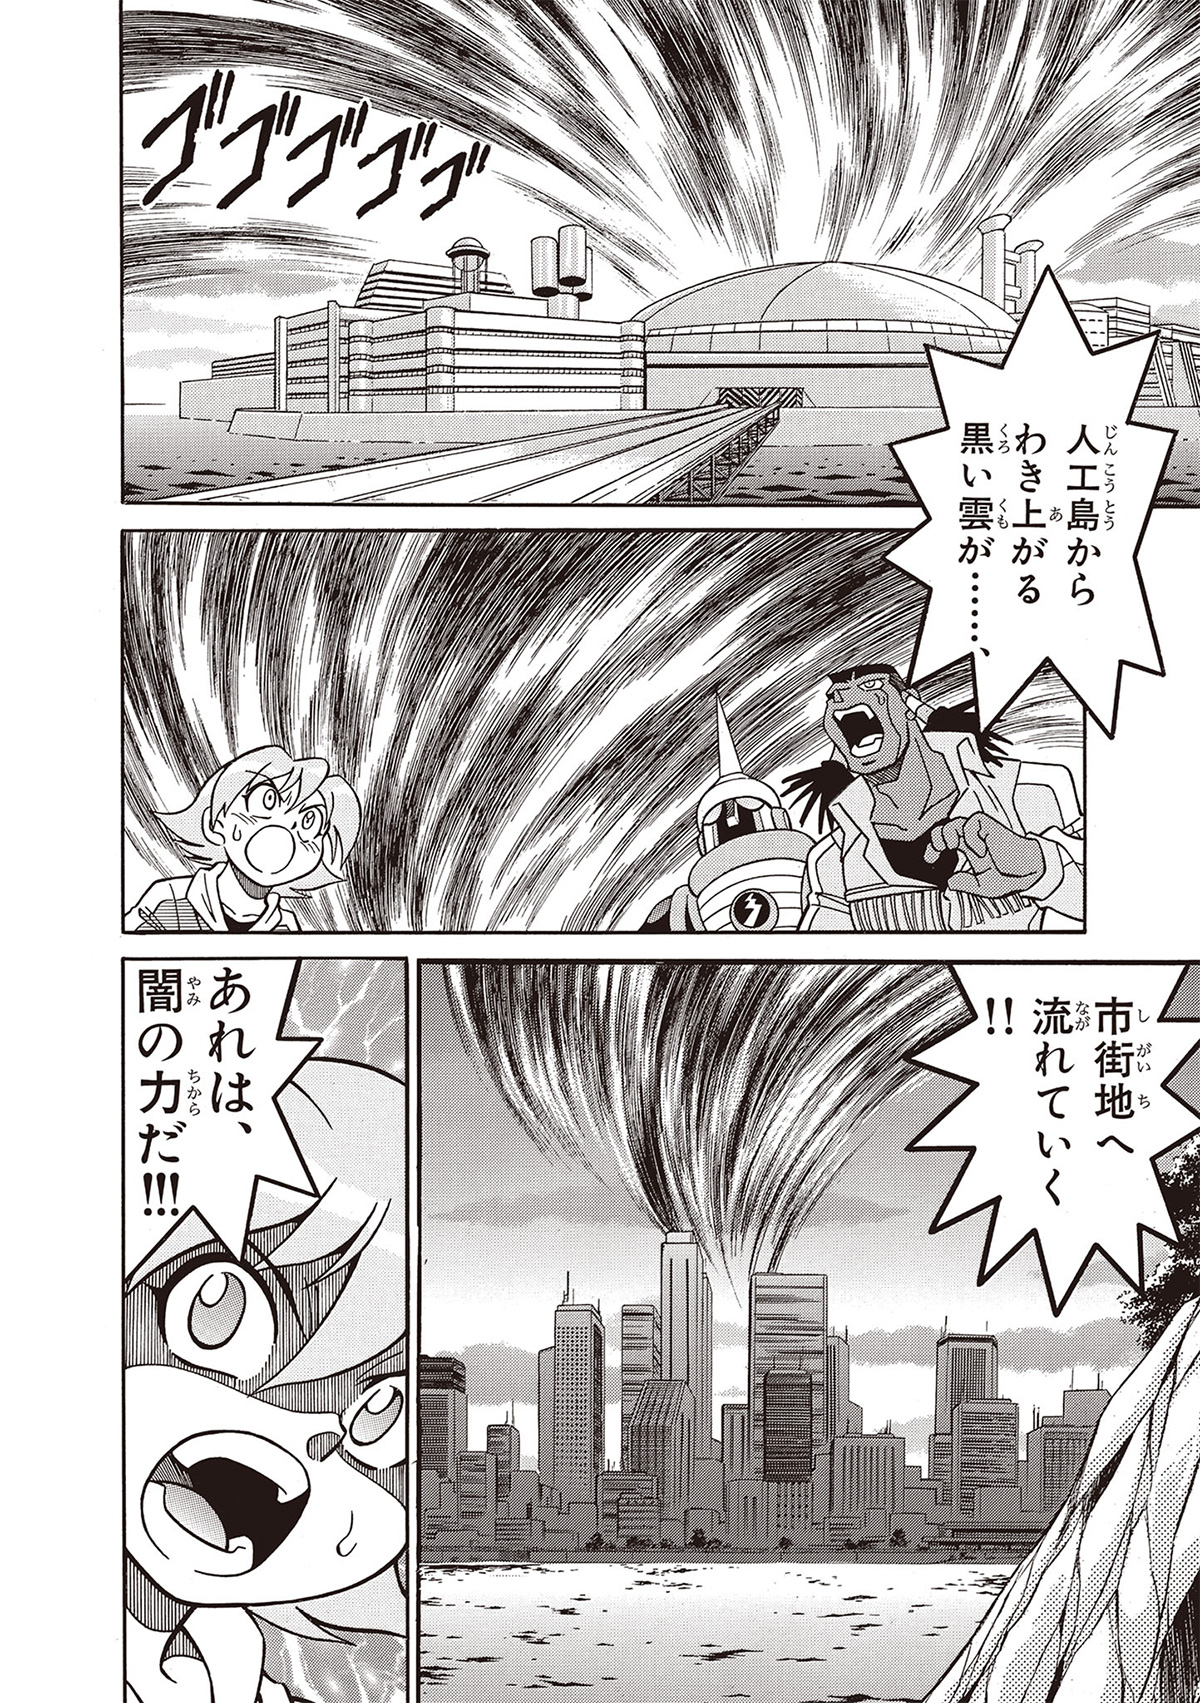 ゴゴゴゴゴ
人工島から
わき上がる
黒い雲が……、
市街地へ
流れていく
!!
あれは、
闇の力だ!!!